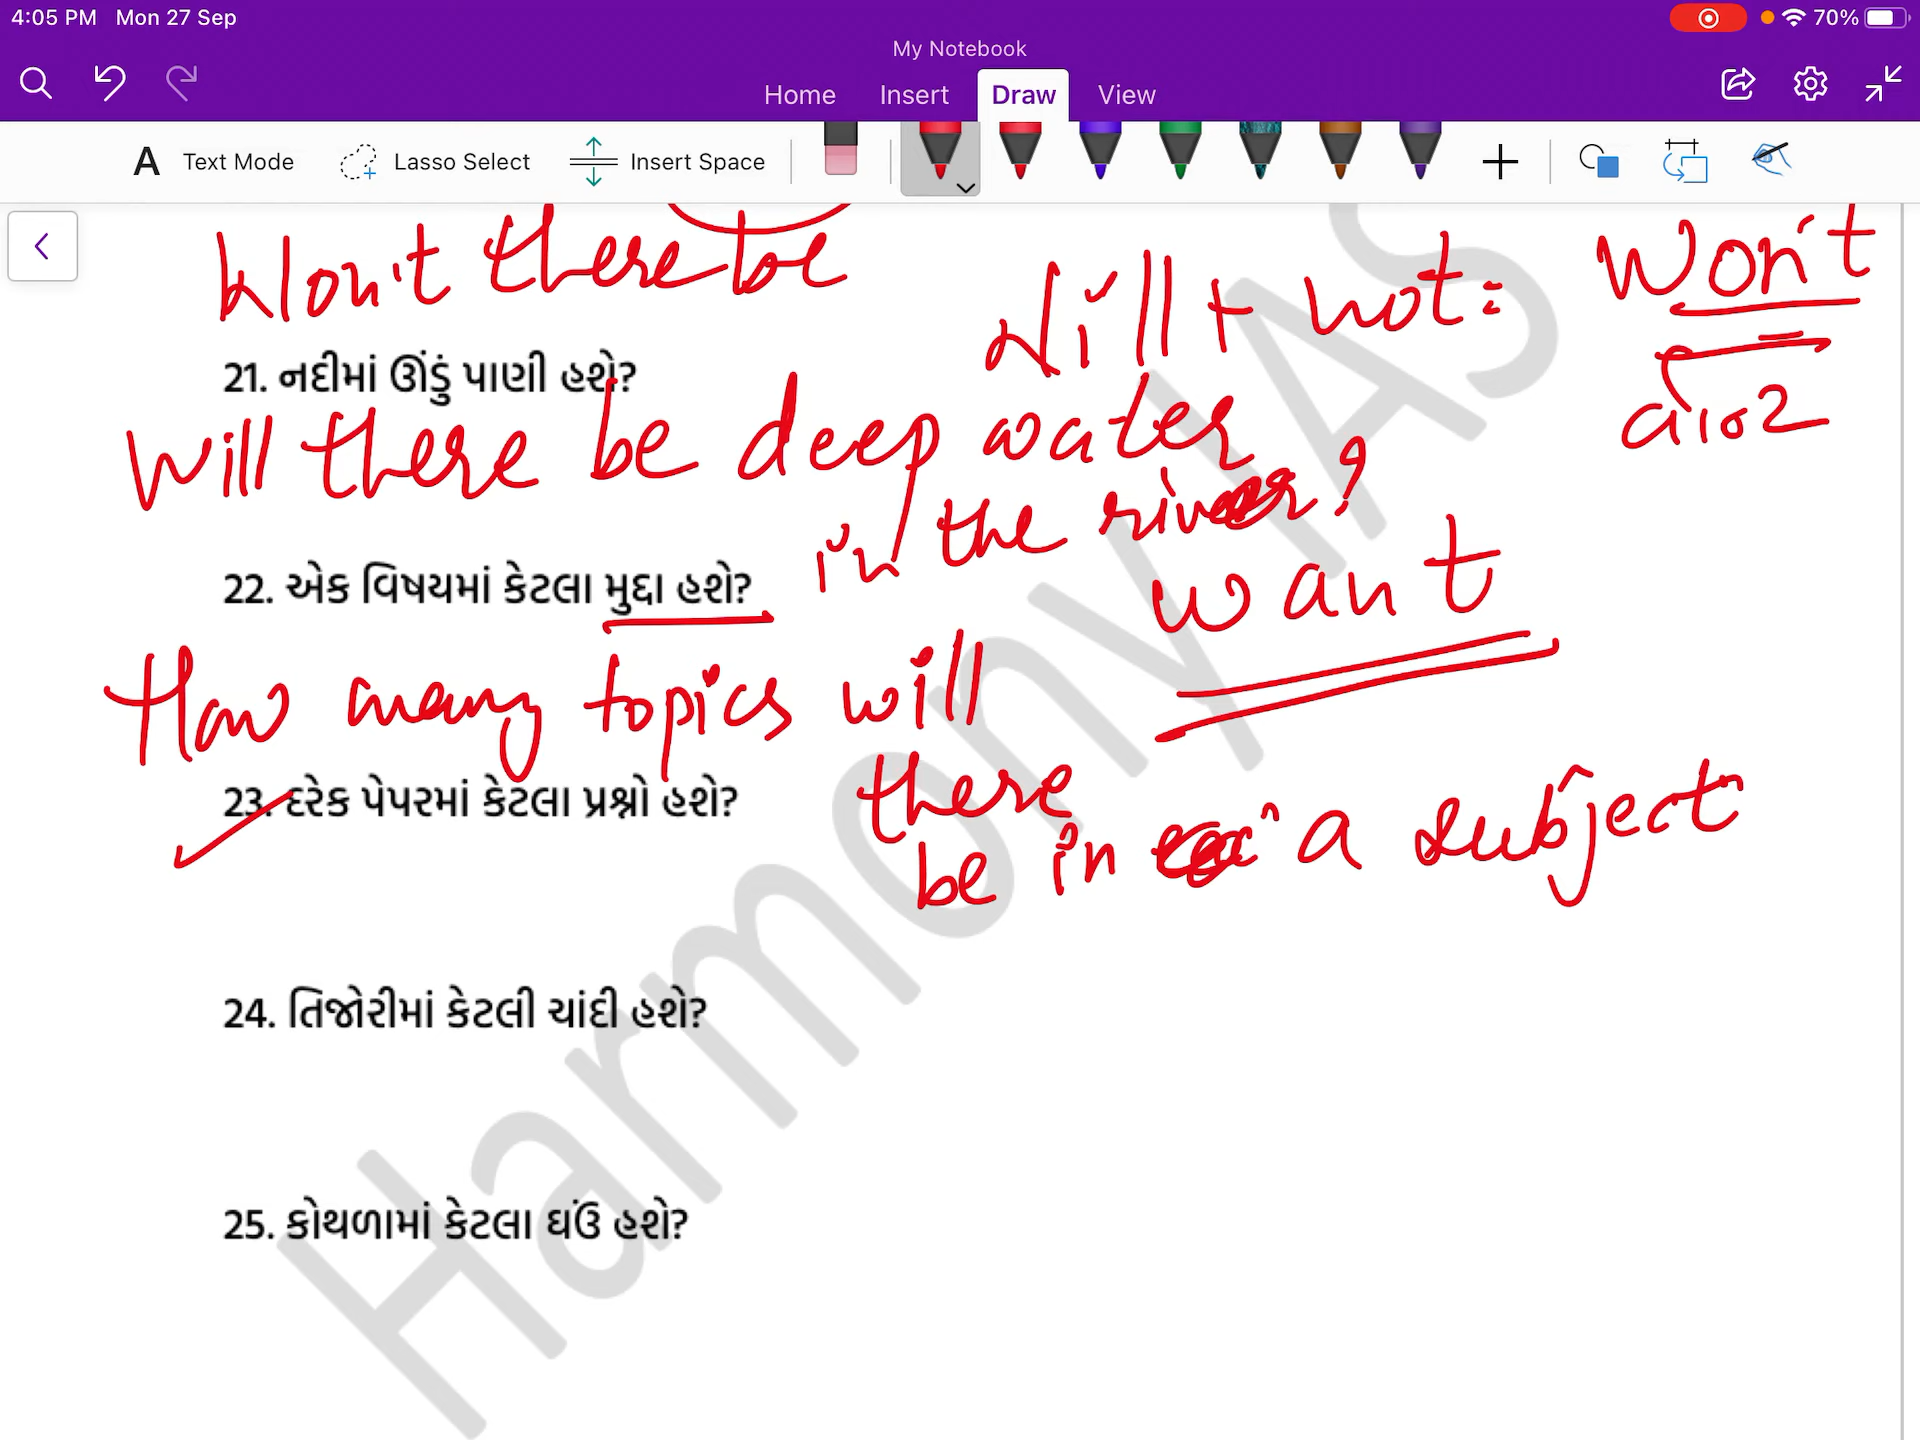 4:05 PM Mon 27 Sep
70%
My Notebook
Home Insert Draw View
A Text Mode Lasso Select Insert Space
Won't there be
Will + not =
Won't
21. નદીમાં ઊંડું પાણી હશે?
Will there be deep water
in the river?
22. એક વિષયમાં કેટલા મુદ્દા હશે?
want
How many topics will
there
be in a subject
23. દરેક પેપરમાં કેટલા પ્રશ્નો હશે?
24. તિજોરીમાં કેટલી ચાંદી હશે?
25. કોથળામાં કેટલા ઘઉં હશે?
Harmony IAS